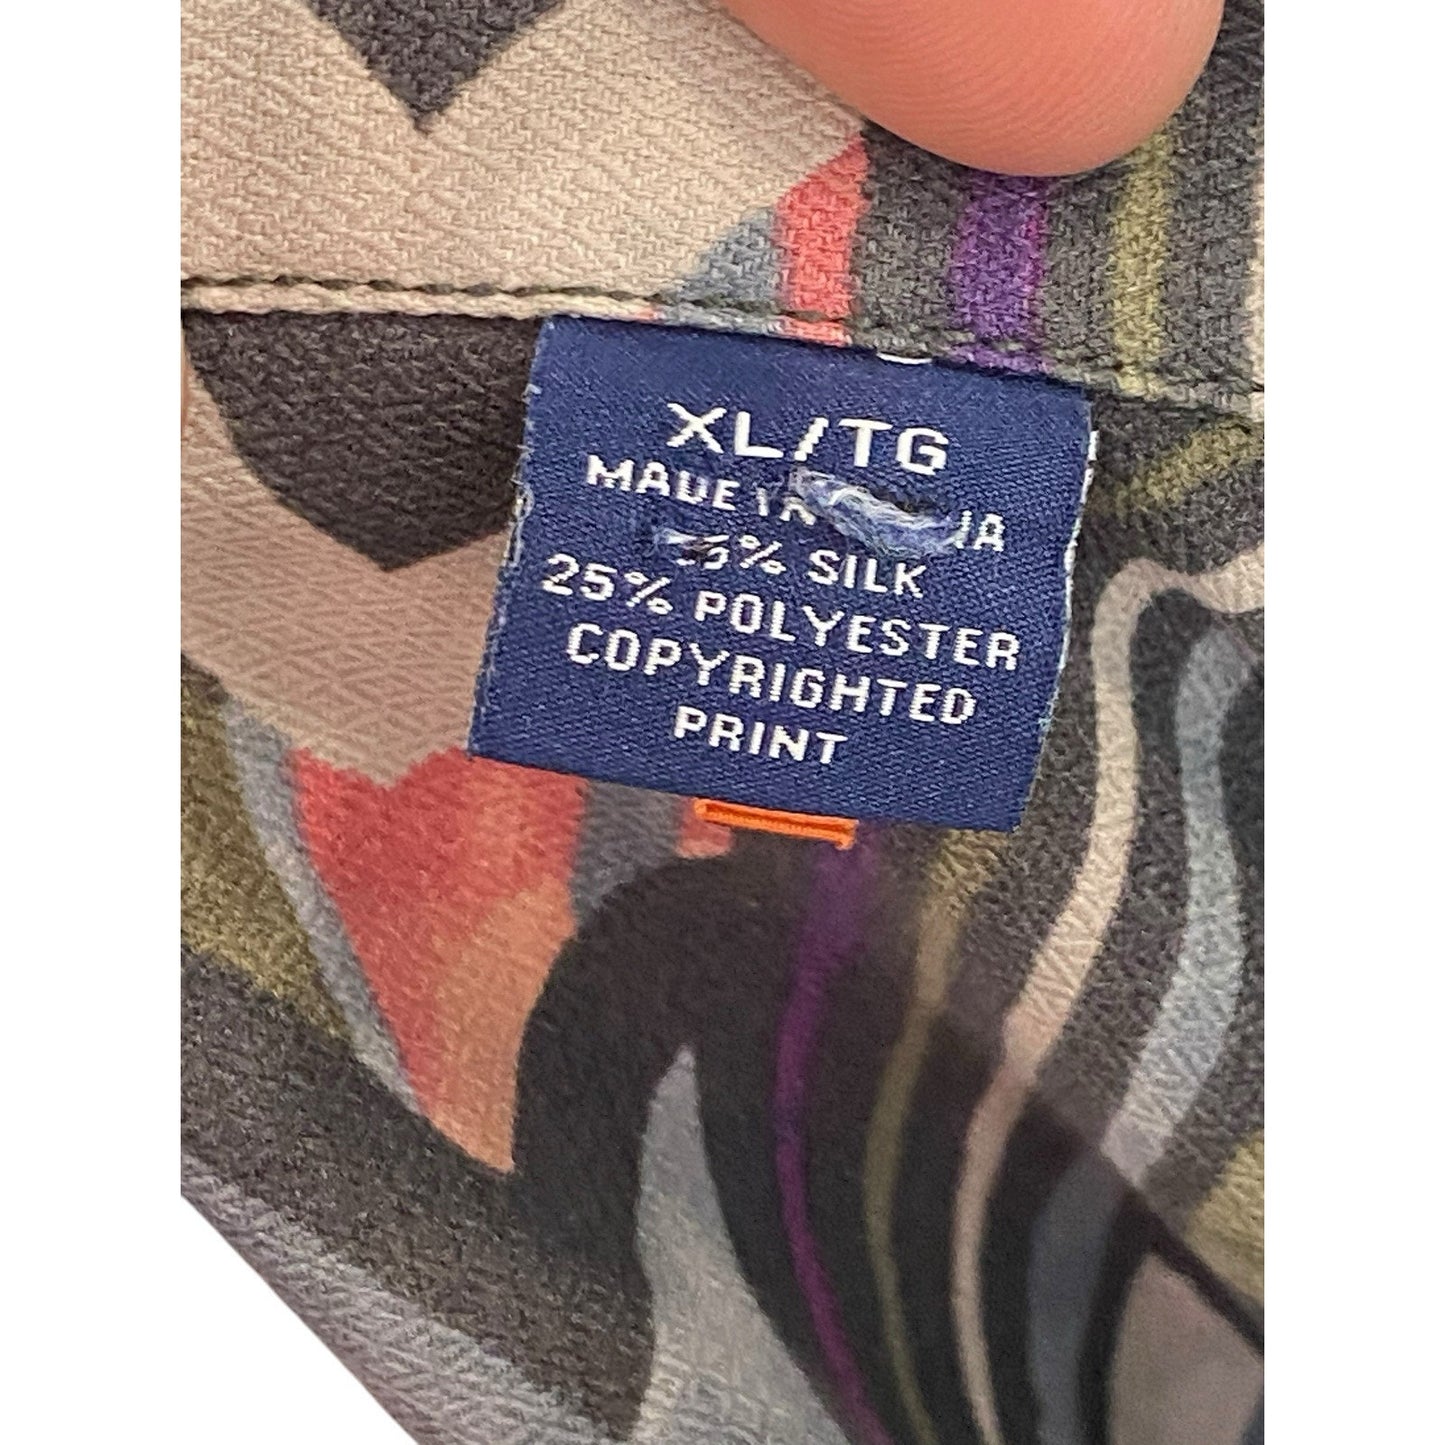 XL/TG
MADE IN
% SILK
25% POLYESTER
COPYRIGHTED
PRINT